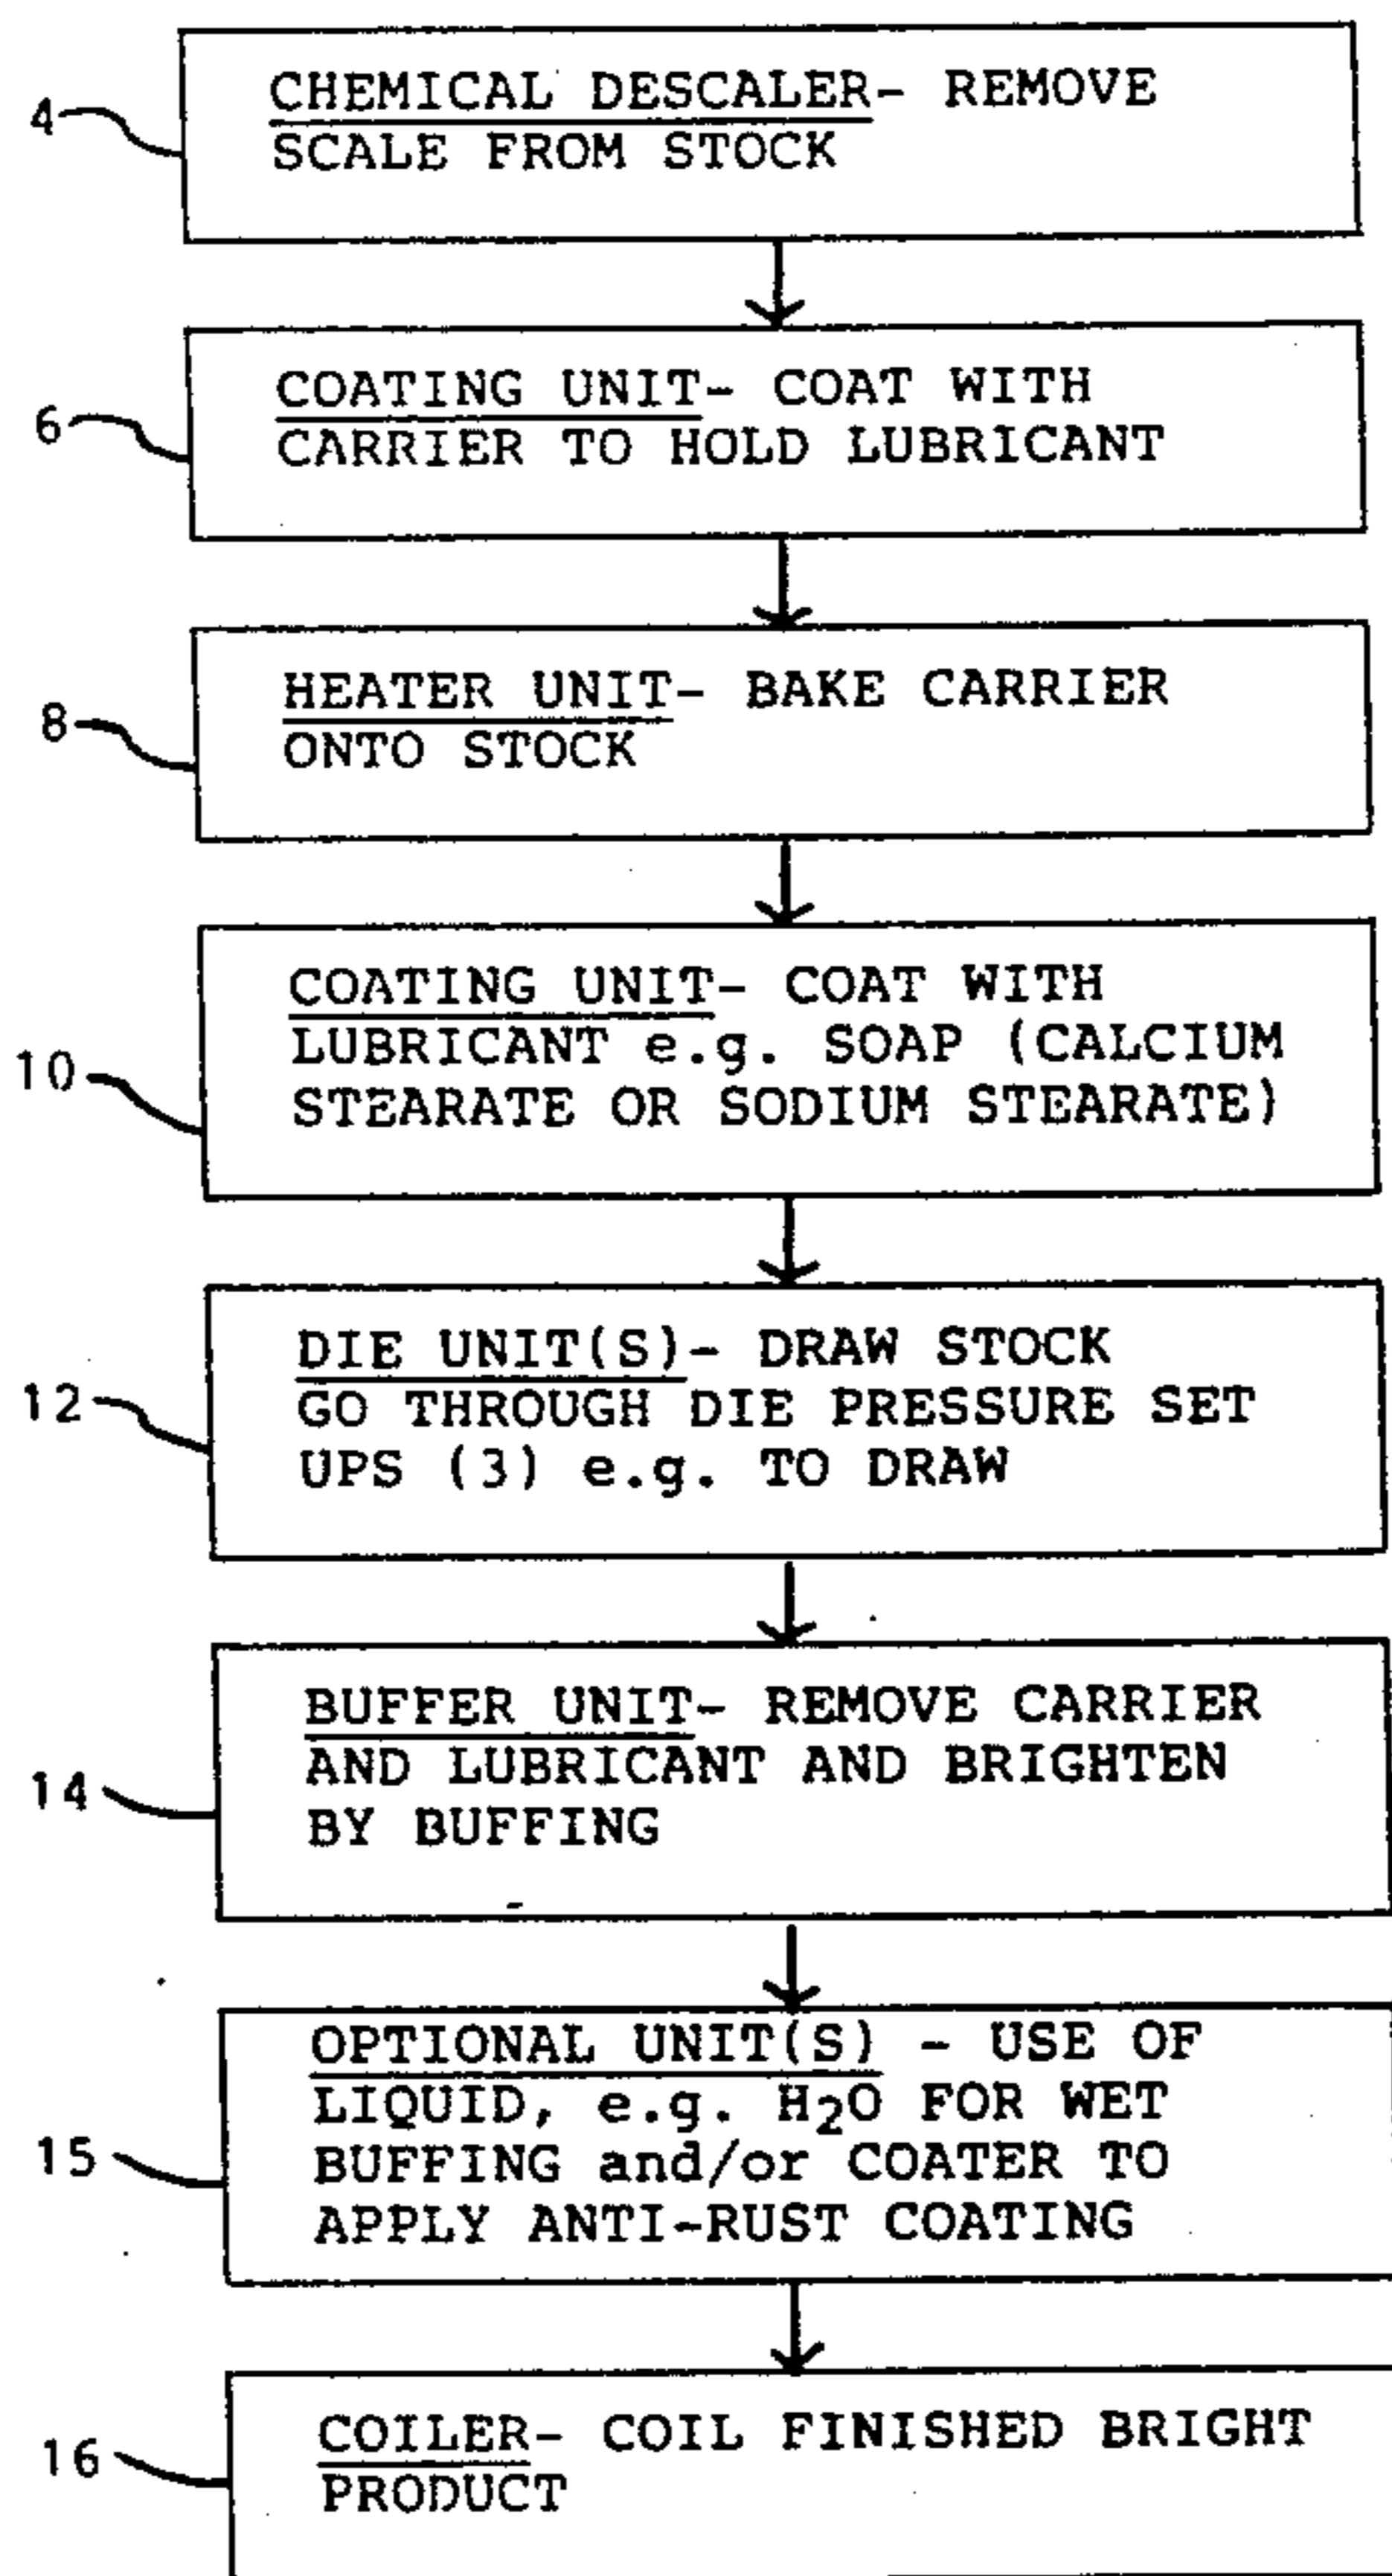 CHEMICAL DESCALER- REMOVE
4
SCALE FROM STOCK
COATING UNIT- COAT WITH
6
CARRIER TO HOLD LUBRICANT
HEATER UNIT- BAKE CARRIER
8
ONTO STOCK
COATING UNIT- COAT WITH
LUBRICANT e.g. SOAP (CALCIUM
10
STEARATE OR SODIUM STEARATE)
DIE UNIT(S)- DRAW STOCK
12
GO THROUGH DIE PRESSURE SET
UPS (3) e.g. TO DRAW
BUFFER UNIT- REMOVE CARRIER
AND LUBRICANT AND BRIGHTEN
14
BY BUFFING
OPTIONAL UNIT(S) - USE OF
LIQUID, e.g. H2O FOR WET
15
BUFFING and/or COATER TO
APPLY ANTI-RUST COATING
COILER- COIL FINISHED BRIGHT
16
PRODUCT